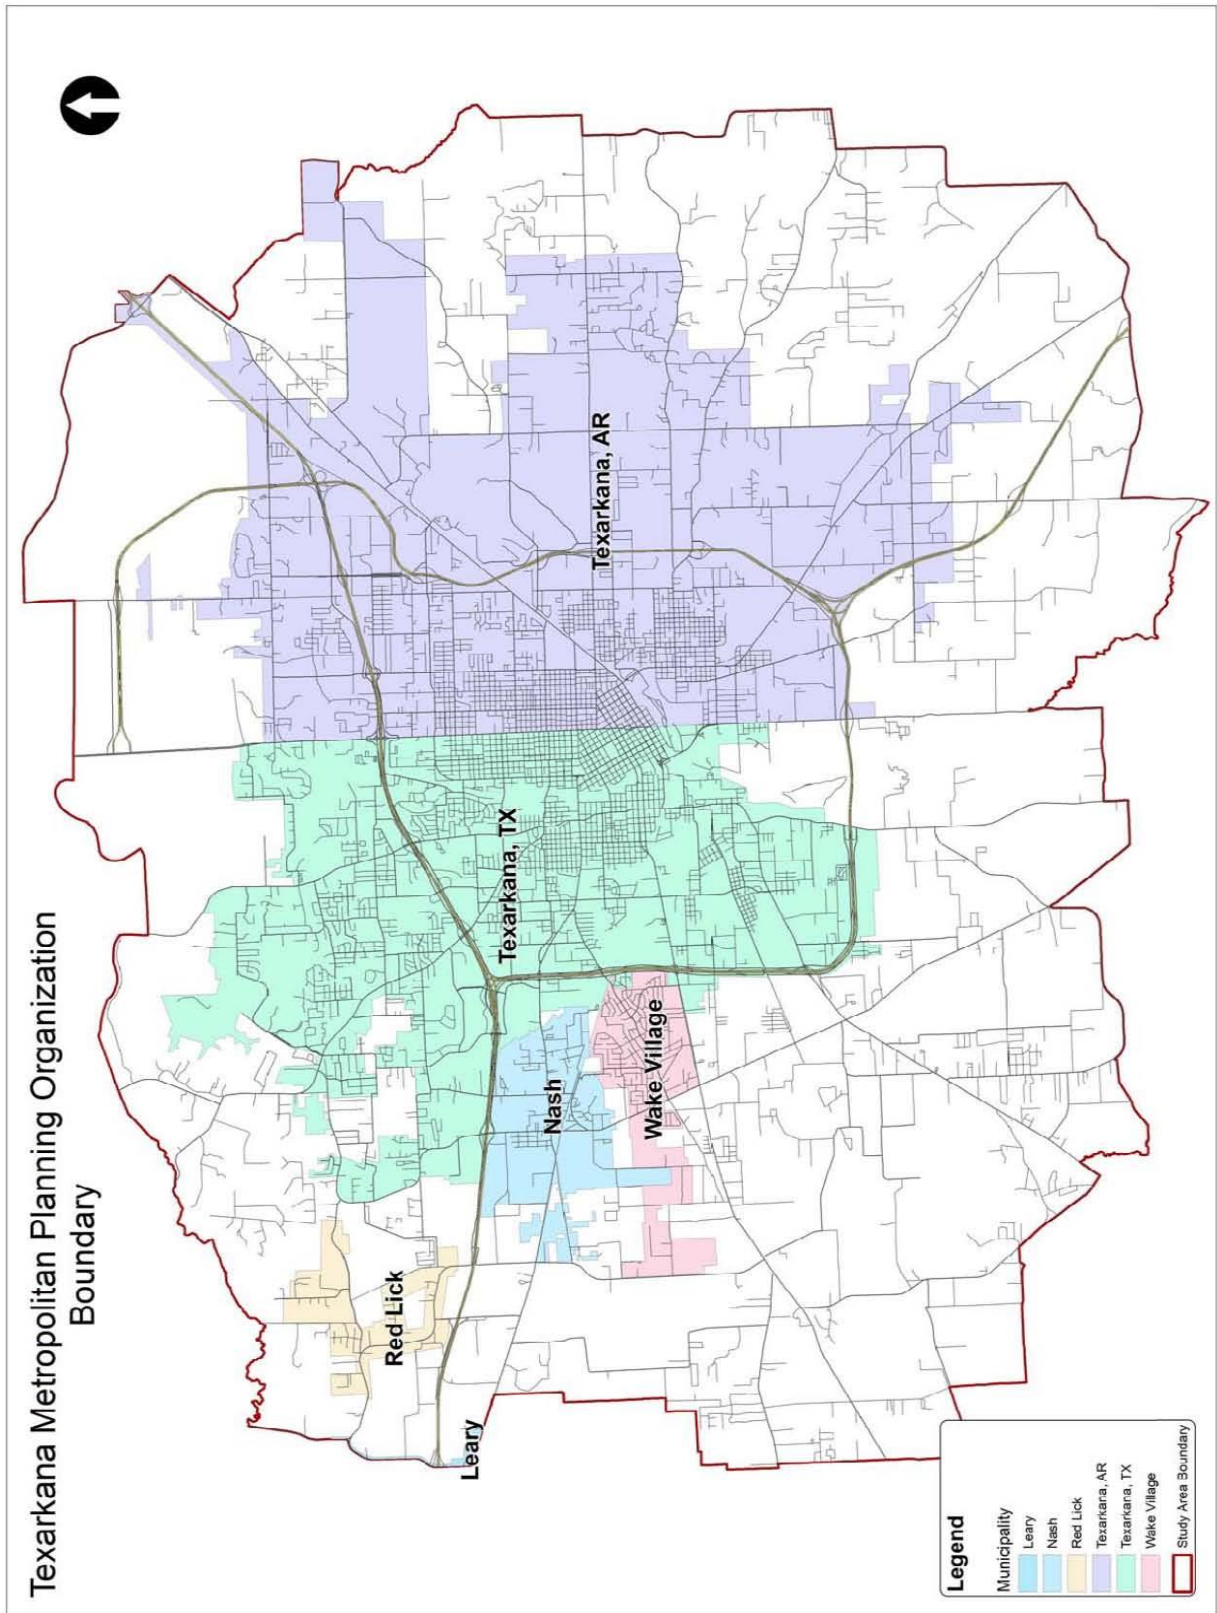 Texarkana Metropolitan Planning Organization
Boundary
Texarkana, AR
Texarkana, TX
Nash
Wake Village
Red Lick
Leary
Legend
Municipality
Leary
Nash
Red Lick
Texarkana, AR
Texarkana, TX
Wake Village
Study Area Boundary